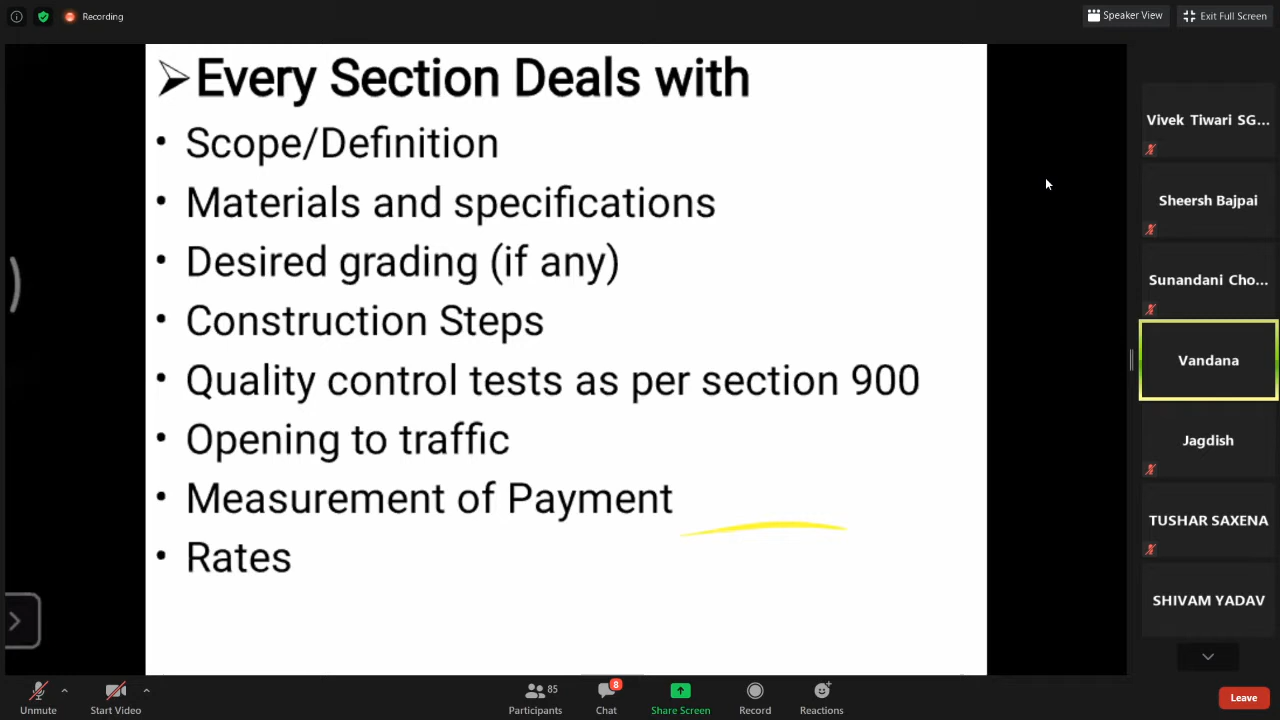 Recording
Speaker View
Exit Full Screen
➢Every Section Deals with
• Scope/Definition
• Materials and specifications
• Desired grading (if any)
• Construction Steps
• Quality control tests as per section 900
• Opening to traffic
• Measurement of Payment
• Rates
)
Vivek Tiwari SG...
Sheersh Bajpai
Sunandani Cho...
Vandana
Jagdish
TUSHAR SAXENA
SHIVAM YADAV
Unmute
Start Video
85
Participants
8
Chat
Share Screen
Record
Reactions
Leave